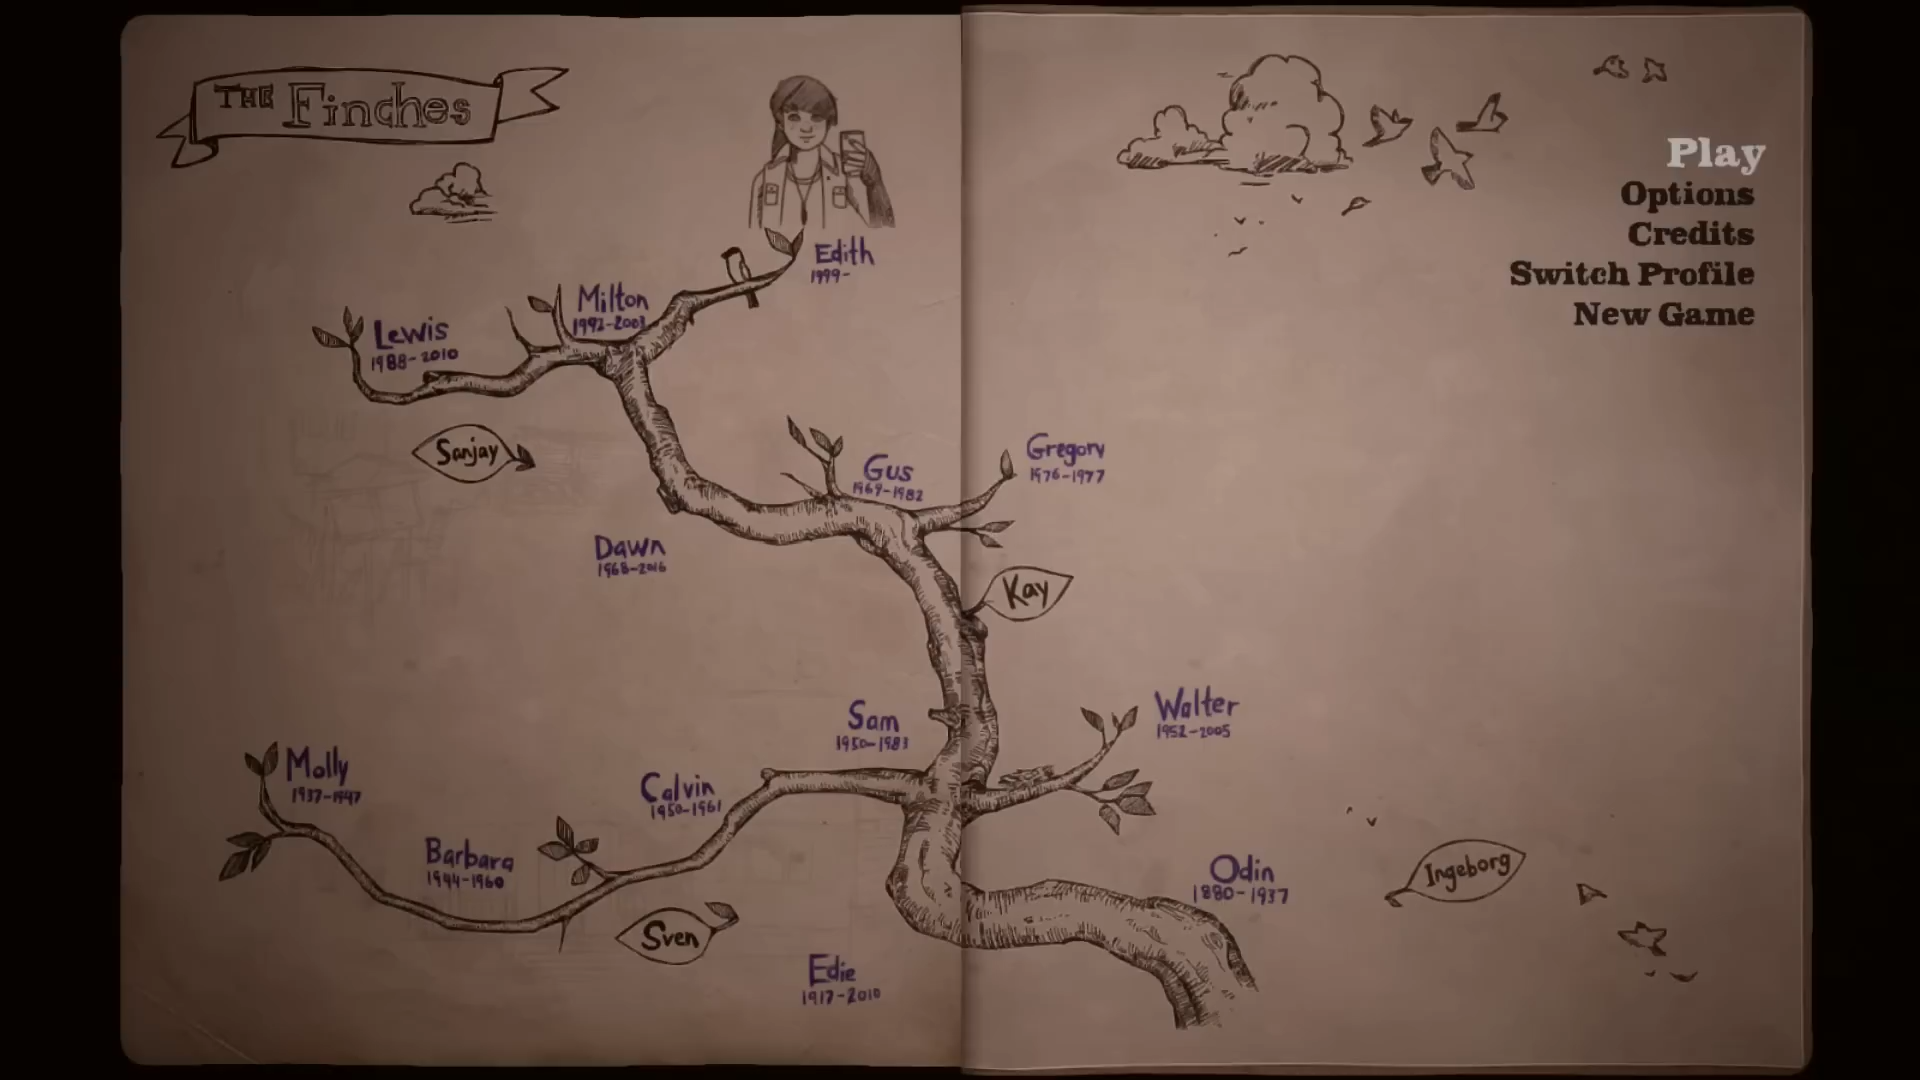 THE Finches
Play
Options
Credits
Switch Profile
New Game
Edith
1999-
Milton
1992-2003
Lewis
1988-2010
Sanjay
Gus
1969-1982
Gregory
1976-1977
Dawn
1968-2016
Kay
Sam
1950-1983
Walter
1952-2005
Molly
1937-1947
Calvin
1950-1961
Barbara
1944-1960
Odin
1880-1937
Ingeborg
Sven
Edie
1917-2010